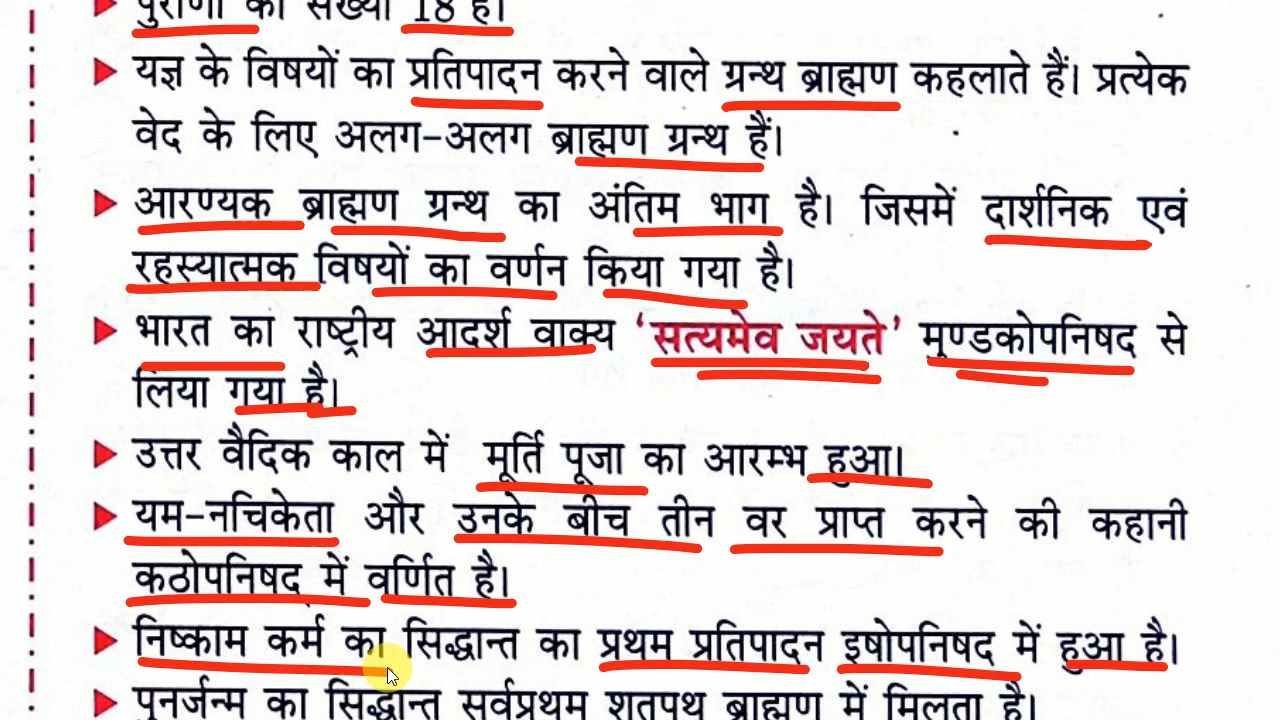 पुराणों की संख्या 18 है।
यज्ञ के विषयों का प्रतिपादन करने वाले ग्रन्थ ब्राह्मण कहलाते हैं। प्रत्येक
वेद के लिए अलग-अलग ब्राह्मण ग्रन्थ हैं।
आरण्यक ब्राह्मण ग्रन्थ का अंतिम भाग है। जिसमें दार्शनिक एवं
रहस्यात्मक विषयों का वर्णन किया गया है।
भारत का राष्ट्रीय आदर्श वाक्य ‘सत्यमेव जयते’ मुण्डकोपनिषद से
लिया गया है।
उत्तर वैदिक काल में मूर्ति पूजा का आरम्भ हुआ।
यम-नचिकेता और उनके बीच तीन वर प्राप्त करने की कहानी
कठोपनिषद में वर्णित है।
निष्काम कर्म का सिद्धान्त का प्रथम प्रतिपादन इषोपनिषद में हुआ है।
पुनर्जन्म का सिद्धान्त सर्वप्रथम शतपथ ब्राह्मण में मिलता है।